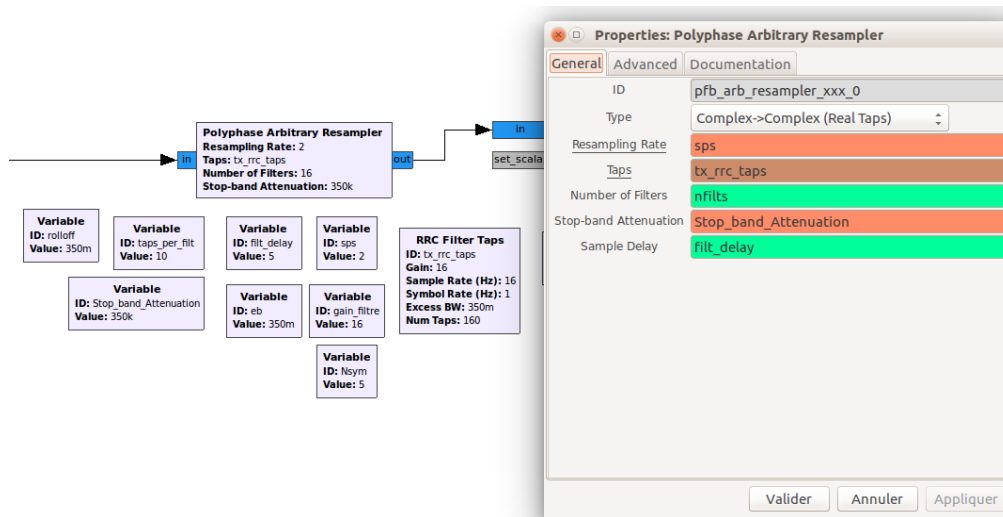 Polyphase Arbitrary Resampler
Resampling Rate: 2
Taps: tx_rrc_taps
Number of Filters: 16
Stop-band Attenuation: 350k
in
out
in
set_scala
Variable
ID: rolloff
Value: 350m
Variable
ID: taps_per_filt
Value: 10
Variable
ID: filt_delay
Value: 5
Variable
ID: sps
Value: 2
RRC Filter Taps
ID: tx_rrc_taps
Gain: 16
Sample Rate (Hz): 16
Symbol Rate (Hz): 1
Excess BW: 350m
Num Taps: 160
Variable
ID: Stop_band_Attenuation
Value: 350k
Variable
ID: eb
Value: 350m
Variable
ID: gain_filtre
Value: 16
Variable
ID: Nsym
Value: 5
Properties: Polyphase Arbitrary Resampler
General Advanced Documentation
ID pfb_arb_resampler_xxx_0
Type Complex->Complex (Real Taps)
Resampling Rate sps
Taps tx_rrc_taps
Number of Filters nfilts
Stop-band Attenuation Stop_band_Attenuation
Sample Delay filt_delay
Valider Annuler Appliquer